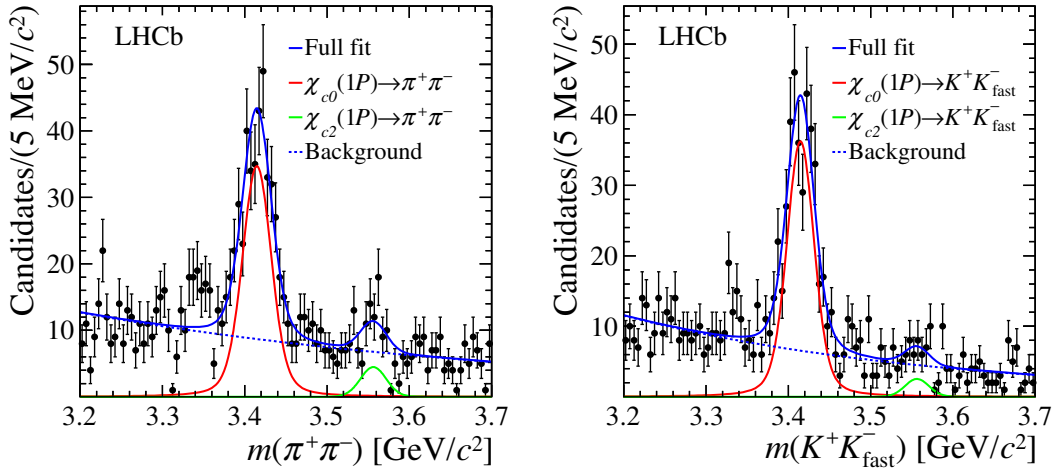 LHCb
Full fit
χc0(1P)→π+π−
χc2(1P)→π+π−
Background
Candidates/(5 MeV/c2)
50
40
30
20
10
3.2 3.3 3.4 3.5 3.6 3.7
m(π+π−) [GeV/c2]
LHCb
Full fit
χc0(1P)→K+K−fast
χc2(1P)→K+K−fast
Background
Candidates/(5 MeV/c2)
50
40
30
20
10
3.2 3.3 3.4 3.5 3.6 3.7
m(K+K−fast) [GeV/c2]